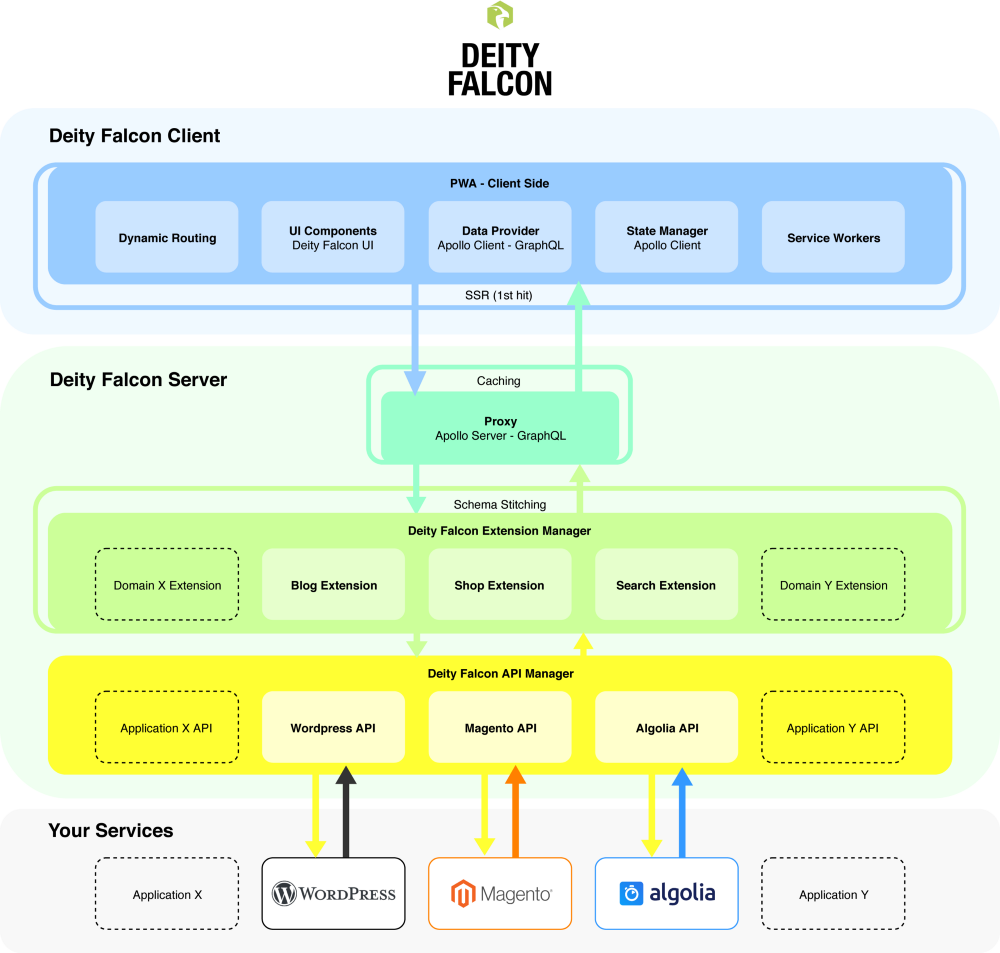 DEITY
FALCON
Deity Falcon Client
PWA - Client Side
Dynamic Routing
UI Components
Deity Falcon UI
Data Provider
Apollo Client - GraphQL
State Manager
Apollo Client
Service Workers
SSR (1st hit)
Deity Falcon Server
Caching
Proxy
Apollo Server - GraphQL
Schema Stitching
Deity Falcon Extension Manager
Domain X Extension
Blog Extension
Shop Extension
Search Extension
Domain Y Extension
Deity Falcon API Manager
Application X API
Wordpress API
Magento API
Algolia API
Application Y API
Your Services
Application X
WORDPRESS
Magento
algolia
Application Y